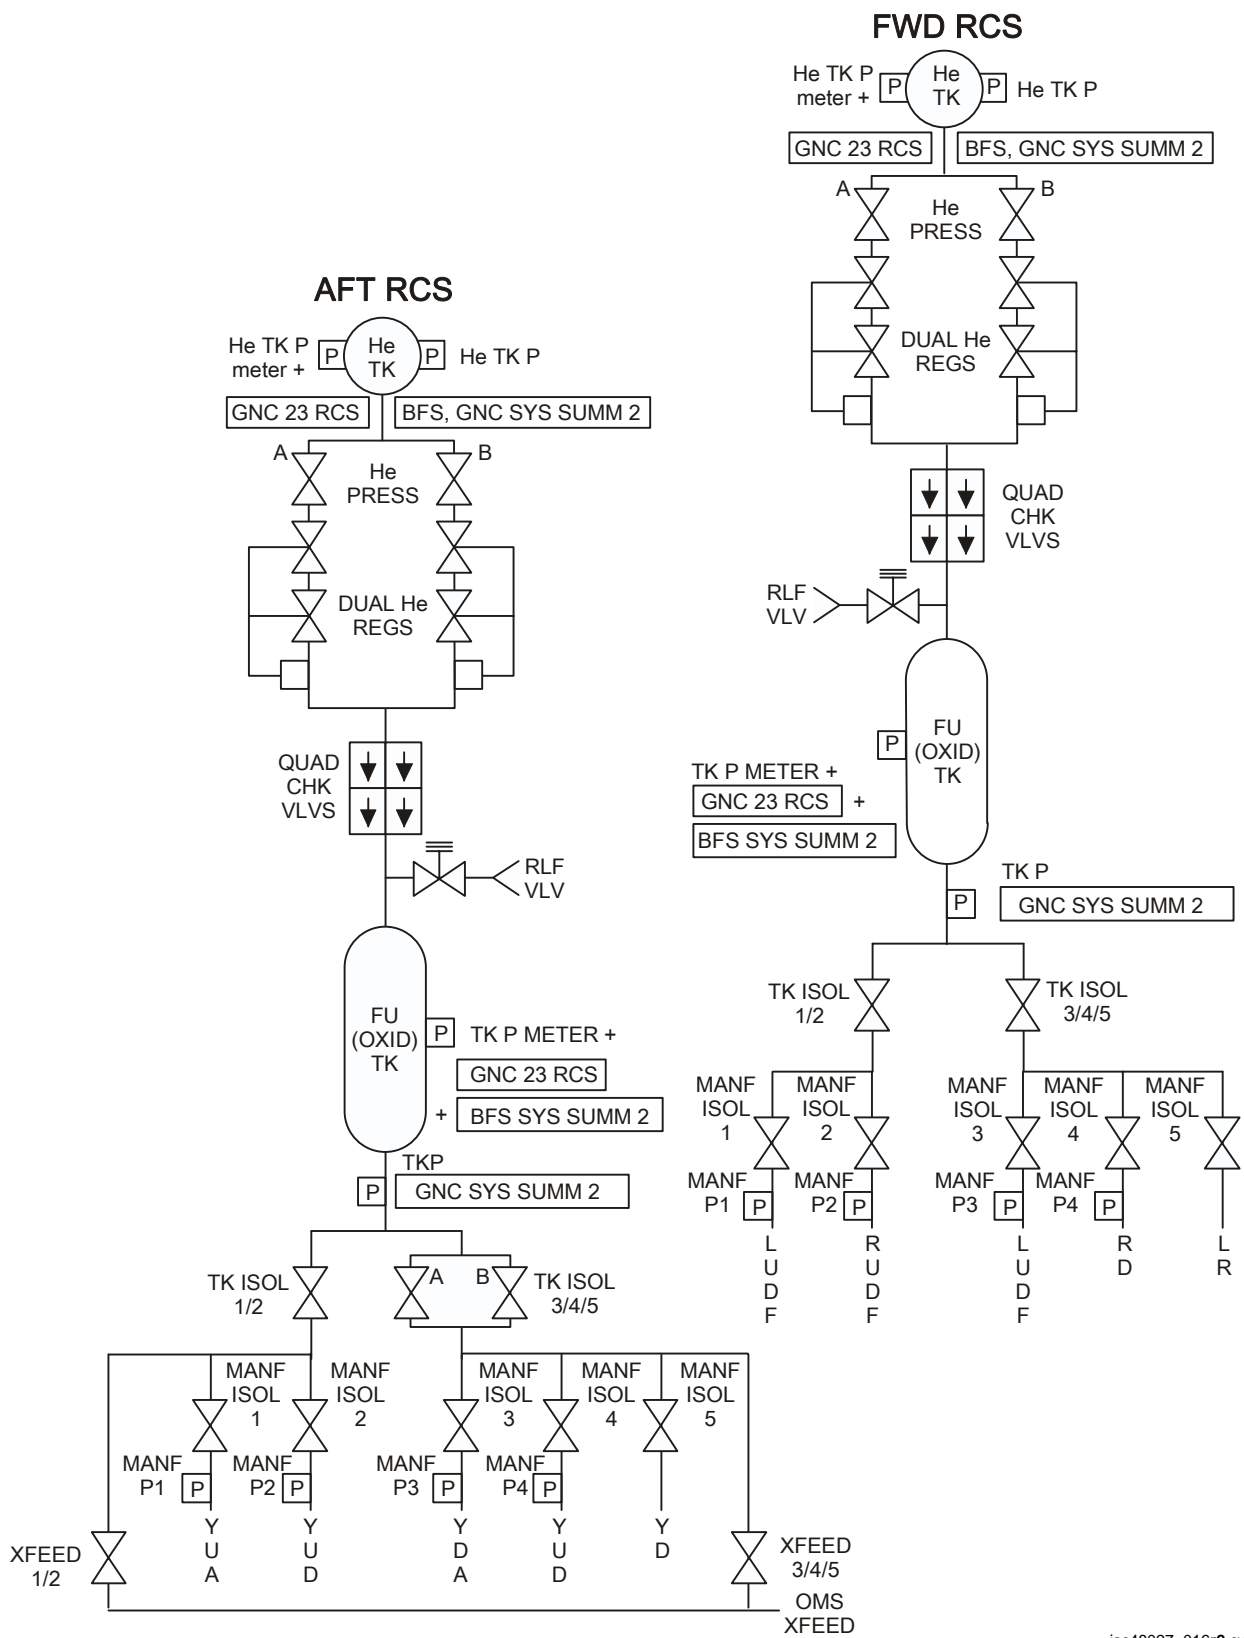 FWD RCS
He TK P
meter +
P
He
TK
P
He TK P
GNC 23 RCS
BFS, GNC SYS SUMM 2
A
B
He
PRESS
DUAL He
REGS
QUAD
CHK
VLVS
RLF
VLV
FU
(OXID)
TK
P
TK P METER +
GNC 23 RCS
+
BFS SYS SUMM 2
TK P
P
GNC SYS SUMM 2
TK ISOL
1/2
TK ISOL
3/4/5
MANF
ISOL
1
MANF
ISOL
2
MANF
ISOL
3
MANF
ISOL
4
MANF
ISOL
5
MANF
P1
P
MANF
P2
P
MANF
P3
P
MANF
P4
P
L
U
D
F
R
U
D
F
L
U
D
F
R
D
L
R
AFT RCS
He TK P
meter +
P
He
TK
P
He TK P
GNC 23 RCS
BFS, GNC SYS SUMM 2
A
B
He
PRESS
DUAL He
REGS
QUAD
CHK
VLVS
RLF
VLV
FU
(OXID)
TK
P
TK P METER +
GNC 23 RCS
+
BFS SYS SUMM 2
TKP
P
GNC SYS SUMM 2
TK ISOL
1/2
A
B
TK ISOL
3/4/5
MANF
ISOL
1
MANF
ISOL
2
MANF
ISOL
3
MANF
ISOL
4
MANF
ISOL
5
MANF
P1
P
MANF
P2
P
MANF
P3
P
MANF
P4
P
Y
U
A
Y
U
D
Y
D
A
Y
U
D
Y
D
XFEED
1/2
XFEED
3/4/5
OMS
XFEED